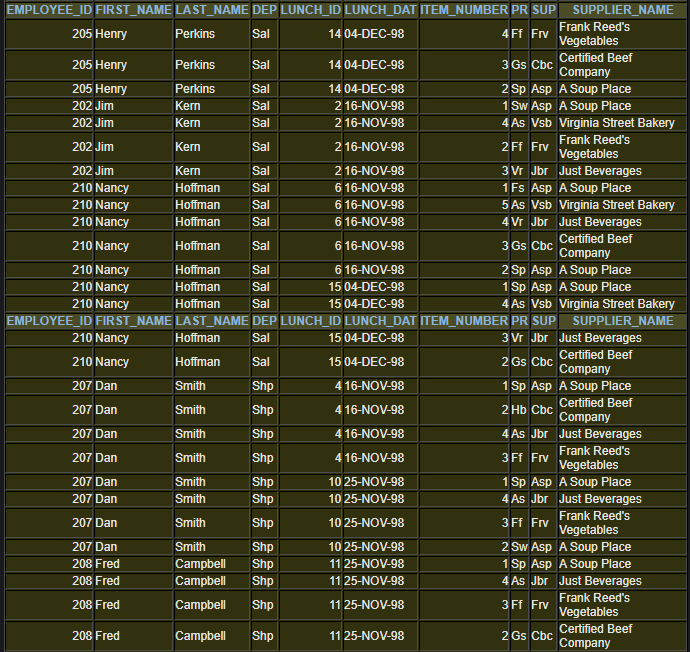 EMPLOYEE_ID FIRST_NAME LAST_NAME DEP LUNCH_ID LUNCH_DAT ITEM_NUMBER PR SUP SUPPLIER_NAME
205 Henry Perkins Sal 14 04-DEC-98 4 Ff Frv Frank Reed's
Vegetables
205 Henry Perkins Sal 14 04-DEC-98 3 Gs Cbc Certified Beef
Company
205 Henry Perkins Sal 14 04-DEC-98 2 Sp Asp A Soup Place
202 Jim Kern Sal 2 16-NOV-98 1 Sw Asp A Soup Place
202 Jim Kern Sal 2 16-NOV-98 4 As Vsb Virginia Street Bakery
202 Jim Kern Sal 2 16-NOV-98 2 Ff Frv Frank Reed's
Vegetables
202 Jim Kern Sal 2 16-NOV-98 3 Vr Jbr Just Beverages
210 Nancy Hoffman Sal 6 16-NOV-98 1 Fs Asp A Soup Place
210 Nancy Hoffman Sal 6 16-NOV-98 5 As Vsb Virginia Street Bakery
210 Nancy Hoffman Sal 6 16-NOV-98 4 Vr Jbr Just Beverages
210 Nancy Hoffman Sal 6 16-NOV-98 3 Gs Cbc Certified Beef
Company
210 Nancy Hoffman Sal 6 16-NOV-98 2 Sp Asp A Soup Place
210 Nancy Hoffman Sal 15 04-DEC-98 1 Sp Asp A Soup Place
210 Nancy Hoffman Sal 15 04-DEC-98 4 As Vsb Virginia Street Bakery
EMPLOYEE_ID FIRST_NAME LAST_NAME DEP LUNCH_ID LUNCH_DAT ITEM_NUMBER PR SUP SUPPLIER_NAME
210 Nancy Hoffman Sal 15 04-DEC-98 3 Vr Jbr Just Beverages
210 Nancy Hoffman Sal 15 04-DEC-98 2 Gs Cbc Certified Beef
Company
207 Dan Smith Shp 4 16-NOV-98 1 Sp Asp A Soup Place
207 Dan Smith Shp 4 16-NOV-98 2 Hb Cbc Certified Beef
Company
207 Dan Smith Shp 4 16-NOV-98 4 As Jbr Just Beverages
207 Dan Smith Shp 4 16-NOV-98 3 Ff Frv Frank Reed's
Vegetables
207 Dan Smith Shp 10 25-NOV-98 1 Sp Asp A Soup Place
207 Dan Smith Shp 10 25-NOV-98 4 As Jbr Just Beverages
207 Dan Smith Shp 10 25-NOV-98 3 Ff Frv Frank Reed's
Vegetables
207 Dan Smith Shp 10 25-NOV-98 2 Sw Asp A Soup Place
208 Fred Campbell Shp 11 25-NOV-98 1 Sp Asp A Soup Place
208 Fred Campbell Shp 11 25-NOV-98 4 As Jbr Just Beverages
208 Fred Campbell Shp 11 25-NOV-98 3 Ff Frv Frank Reed's
Vegetables
208 Fred Campbell Shp 11 25-NOV-98 2 Gs Cbc Certified Beef
Company